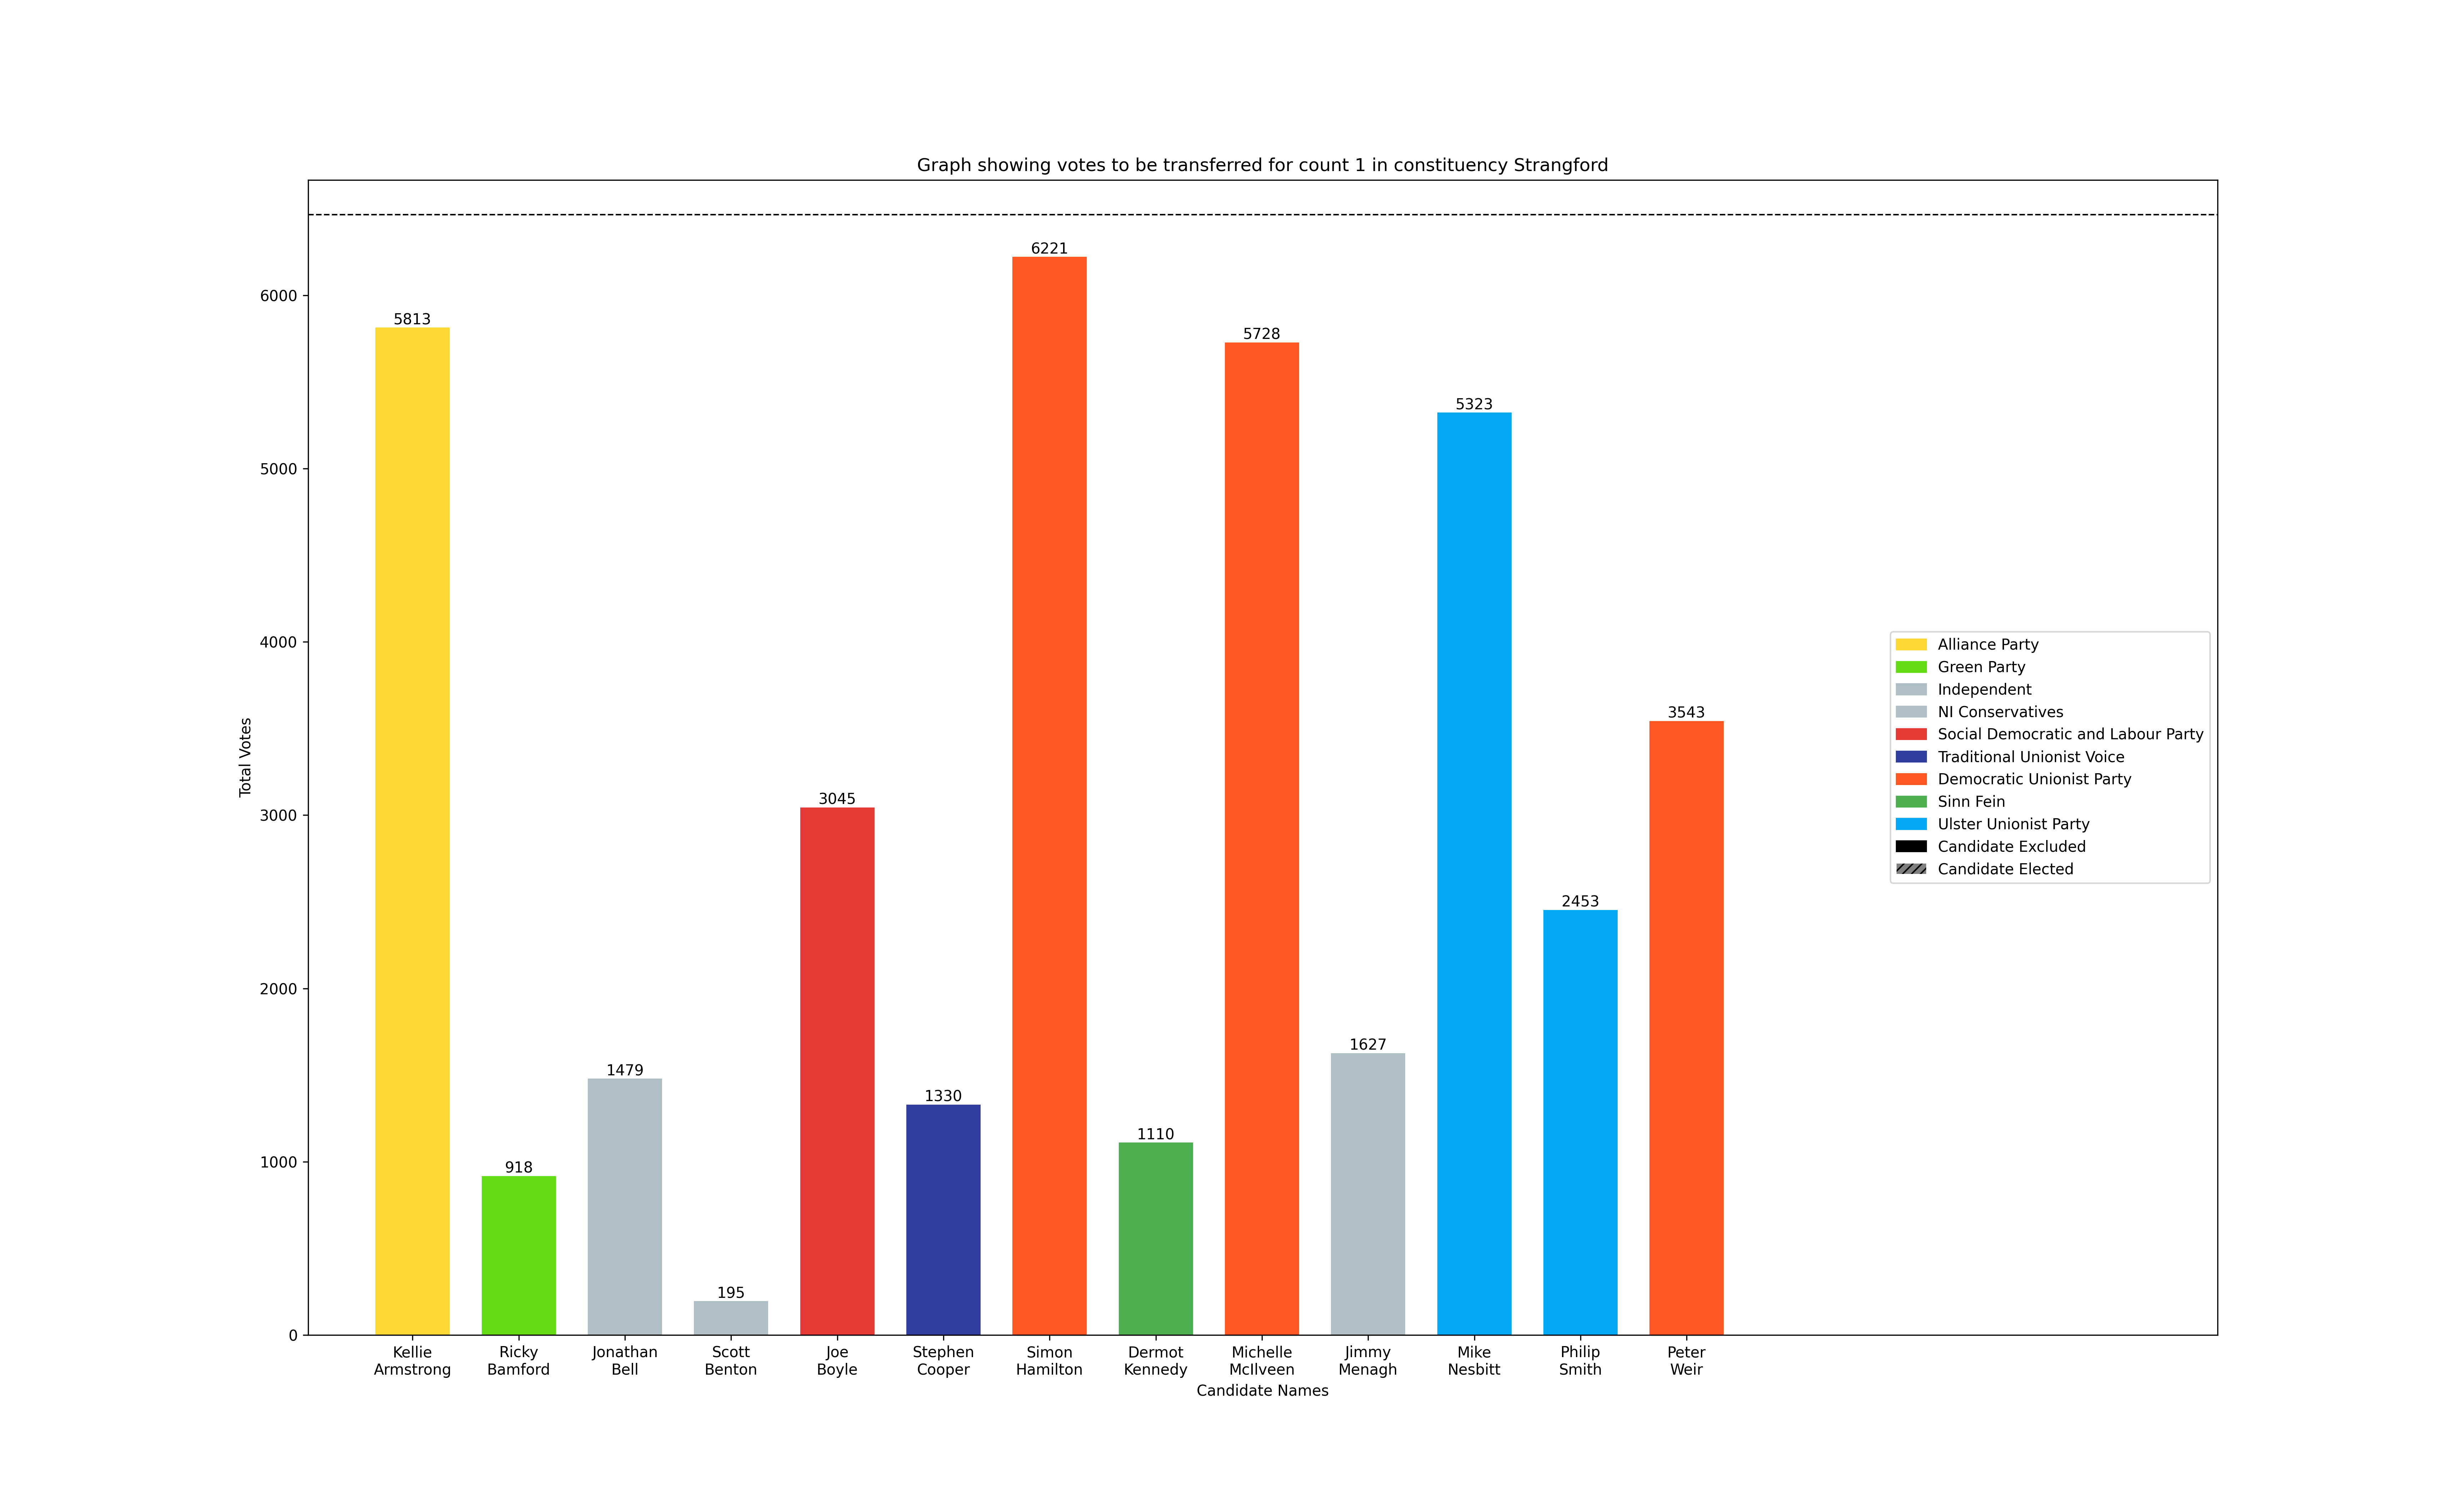 Graph showing votes to be transferred for count 1 in constituency Strangford
Total Votes
6000
5000
4000
3000
2000
1000
0
5813
918
1479
195
3045
1330
6221
1110
5728
1627
5323
2453
3543
Kellie
Armstrong
Ricky
Bamford
Jonathan
Bell
Scott
Benton
Joe
Boyle
Stephen
Cooper
Simon
Hamilton
Dermot
Kennedy
Michelle
McIlveen
Jimmy
Menagh
Mike
Nesbitt
Philip
Smith
Peter
Weir
Candidate Names
Alliance Party
Green Party
Independent
NI Conservatives
Social Democratic and Labour Party
Traditional Unionist Voice
Democratic Unionist Party
Sinn Fein
Ulster Unionist Party
Candidate Excluded
Candidate Elected